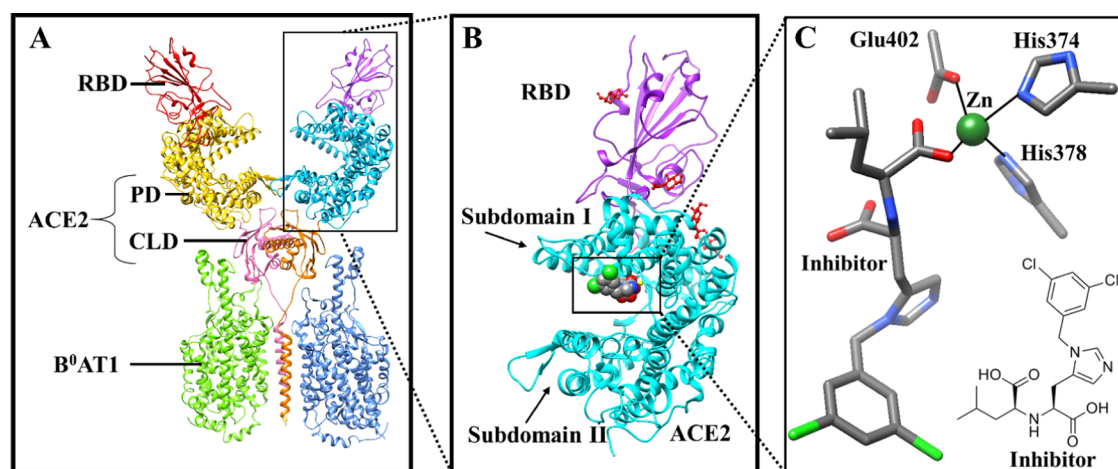 A
RBD
PD
ACE2
CLD
B⁰AT1
B
RBD
Subdomain I
Subdomain II
ACE2
C
Glu402
His374
Zn
His378
Inhibitor
Cl
Cl
N
N
O
HO
N
H
OH
O
Inhibitor